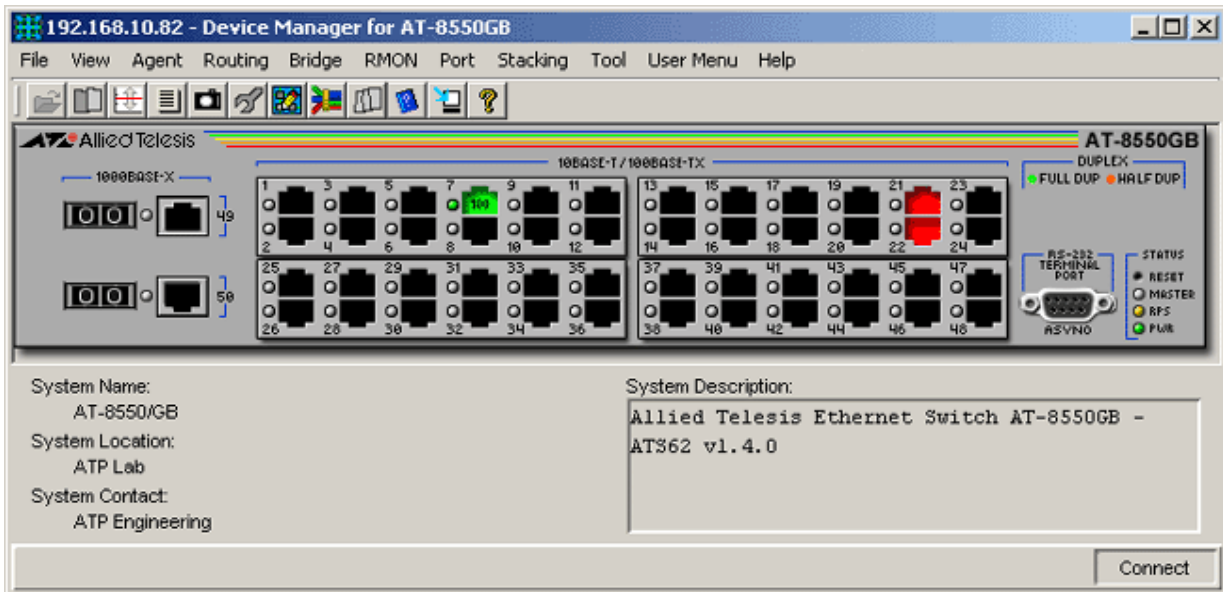 192.168.10.82 - Device Manager for AT-8550GB
File View Agent Routing Bridge RMON Port Stacking Tool User Menu Help
Allied Telesis
AT-8550GB
1000BASE-X
10BASE-T/100BASE-TX
DUPLEX
FULL DUP HALF DUP
1 3 5 7 9 11 13 15 17 19 21 23
100
49
2 4 6 8 10 12 14 16 18 20 22 24
RS-232
TERMINAL
PORT
ASYNO
STATUS
RESET
MASTER
RPS
PWR
25 27 29 31 33 35 37 39 41 43 45 47
50
26 28 30 32 34 36 38 40 42 44 46 48
System Name:
AT-8550/GB
System Location:
ATP Lab
System Contact:
ATP Engineering
System Description:
Allied Telesis Ethernet Switch AT-8550GB -
ATS62 v1.4.0
Connect